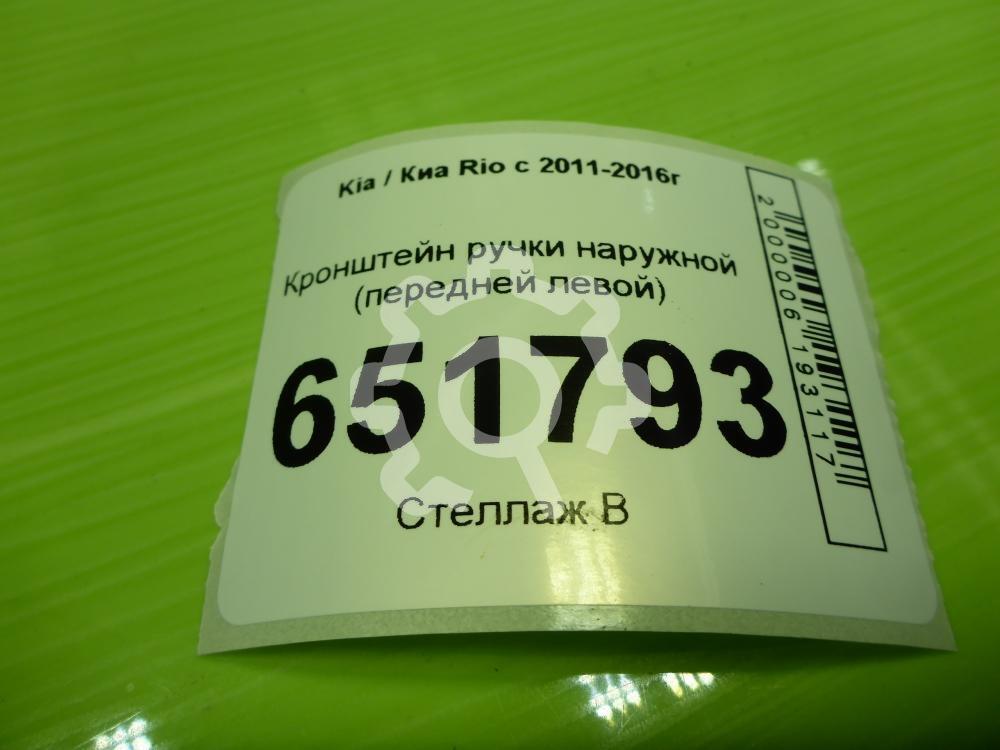 Kia / Киа Rio с 2011-2016г
Кронштейн ручки наружной
(передней левой)
651793
Стеллаж В
2000006193117